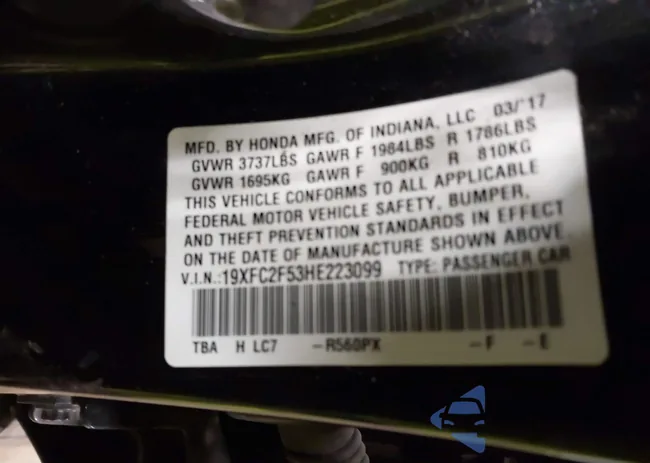 MFD. BY HONDA MFG. OF INDIANA, LLC 03/'17
GVWR 3737LBS GAWR F 1984LBS R 1786LBS
GVWR 1695KG GAWR F 900KG R 810KG
THIS VEHICLE CONFORMS TO ALL APPLICABLE
FEDERAL MOTOR VEHICLE SAFETY, BUMPER,
AND THEFT PREVENTION STANDARDS IN EFFECT
ON THE DATE OF MANUFACTURE SHOWN ABOVE.
V.I.N.:19XFC2F53HE223099 TYPE: PASSENGER CAR
TBA H LC7 -R560PX -F -E